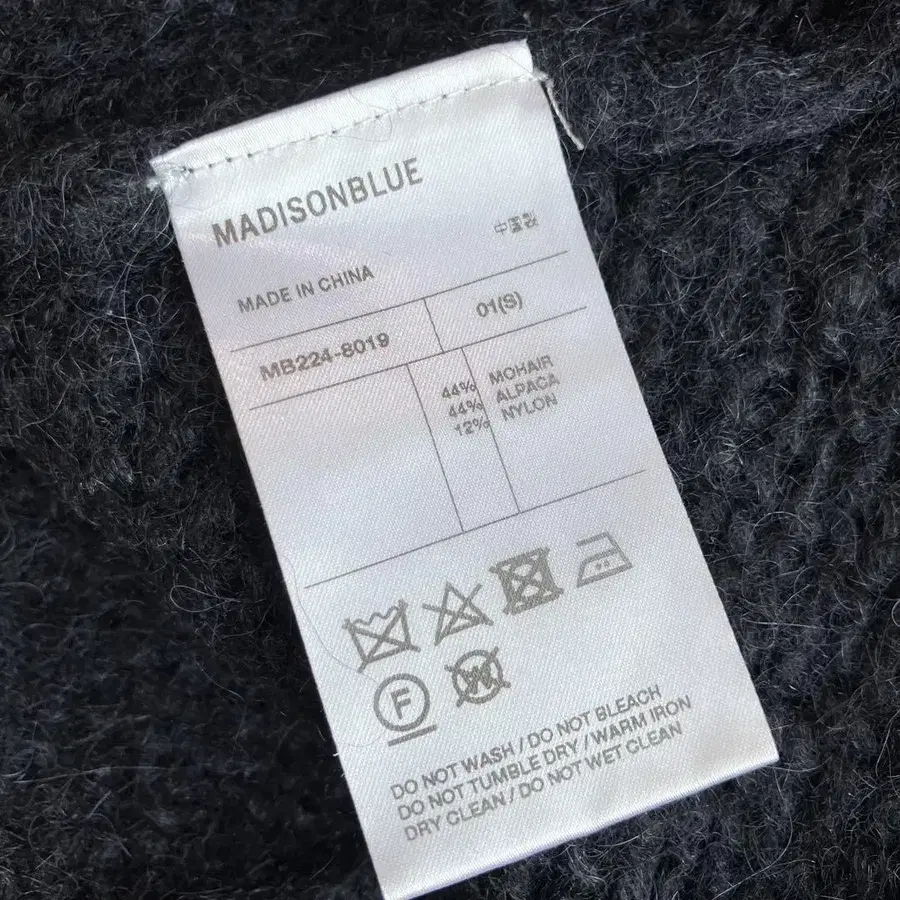 MADISONBLUE
中国製
MADE IN CHINA
MB224-8019 01(S)
44% MOHAIR
44% ALPACA
12% NYLON
F W
DO NOT WASH / DO NOT BLEACH
DO NOT TUMBLE DRY / WARM IRON
DRY CLEAN / DO NOT WET CLEAN